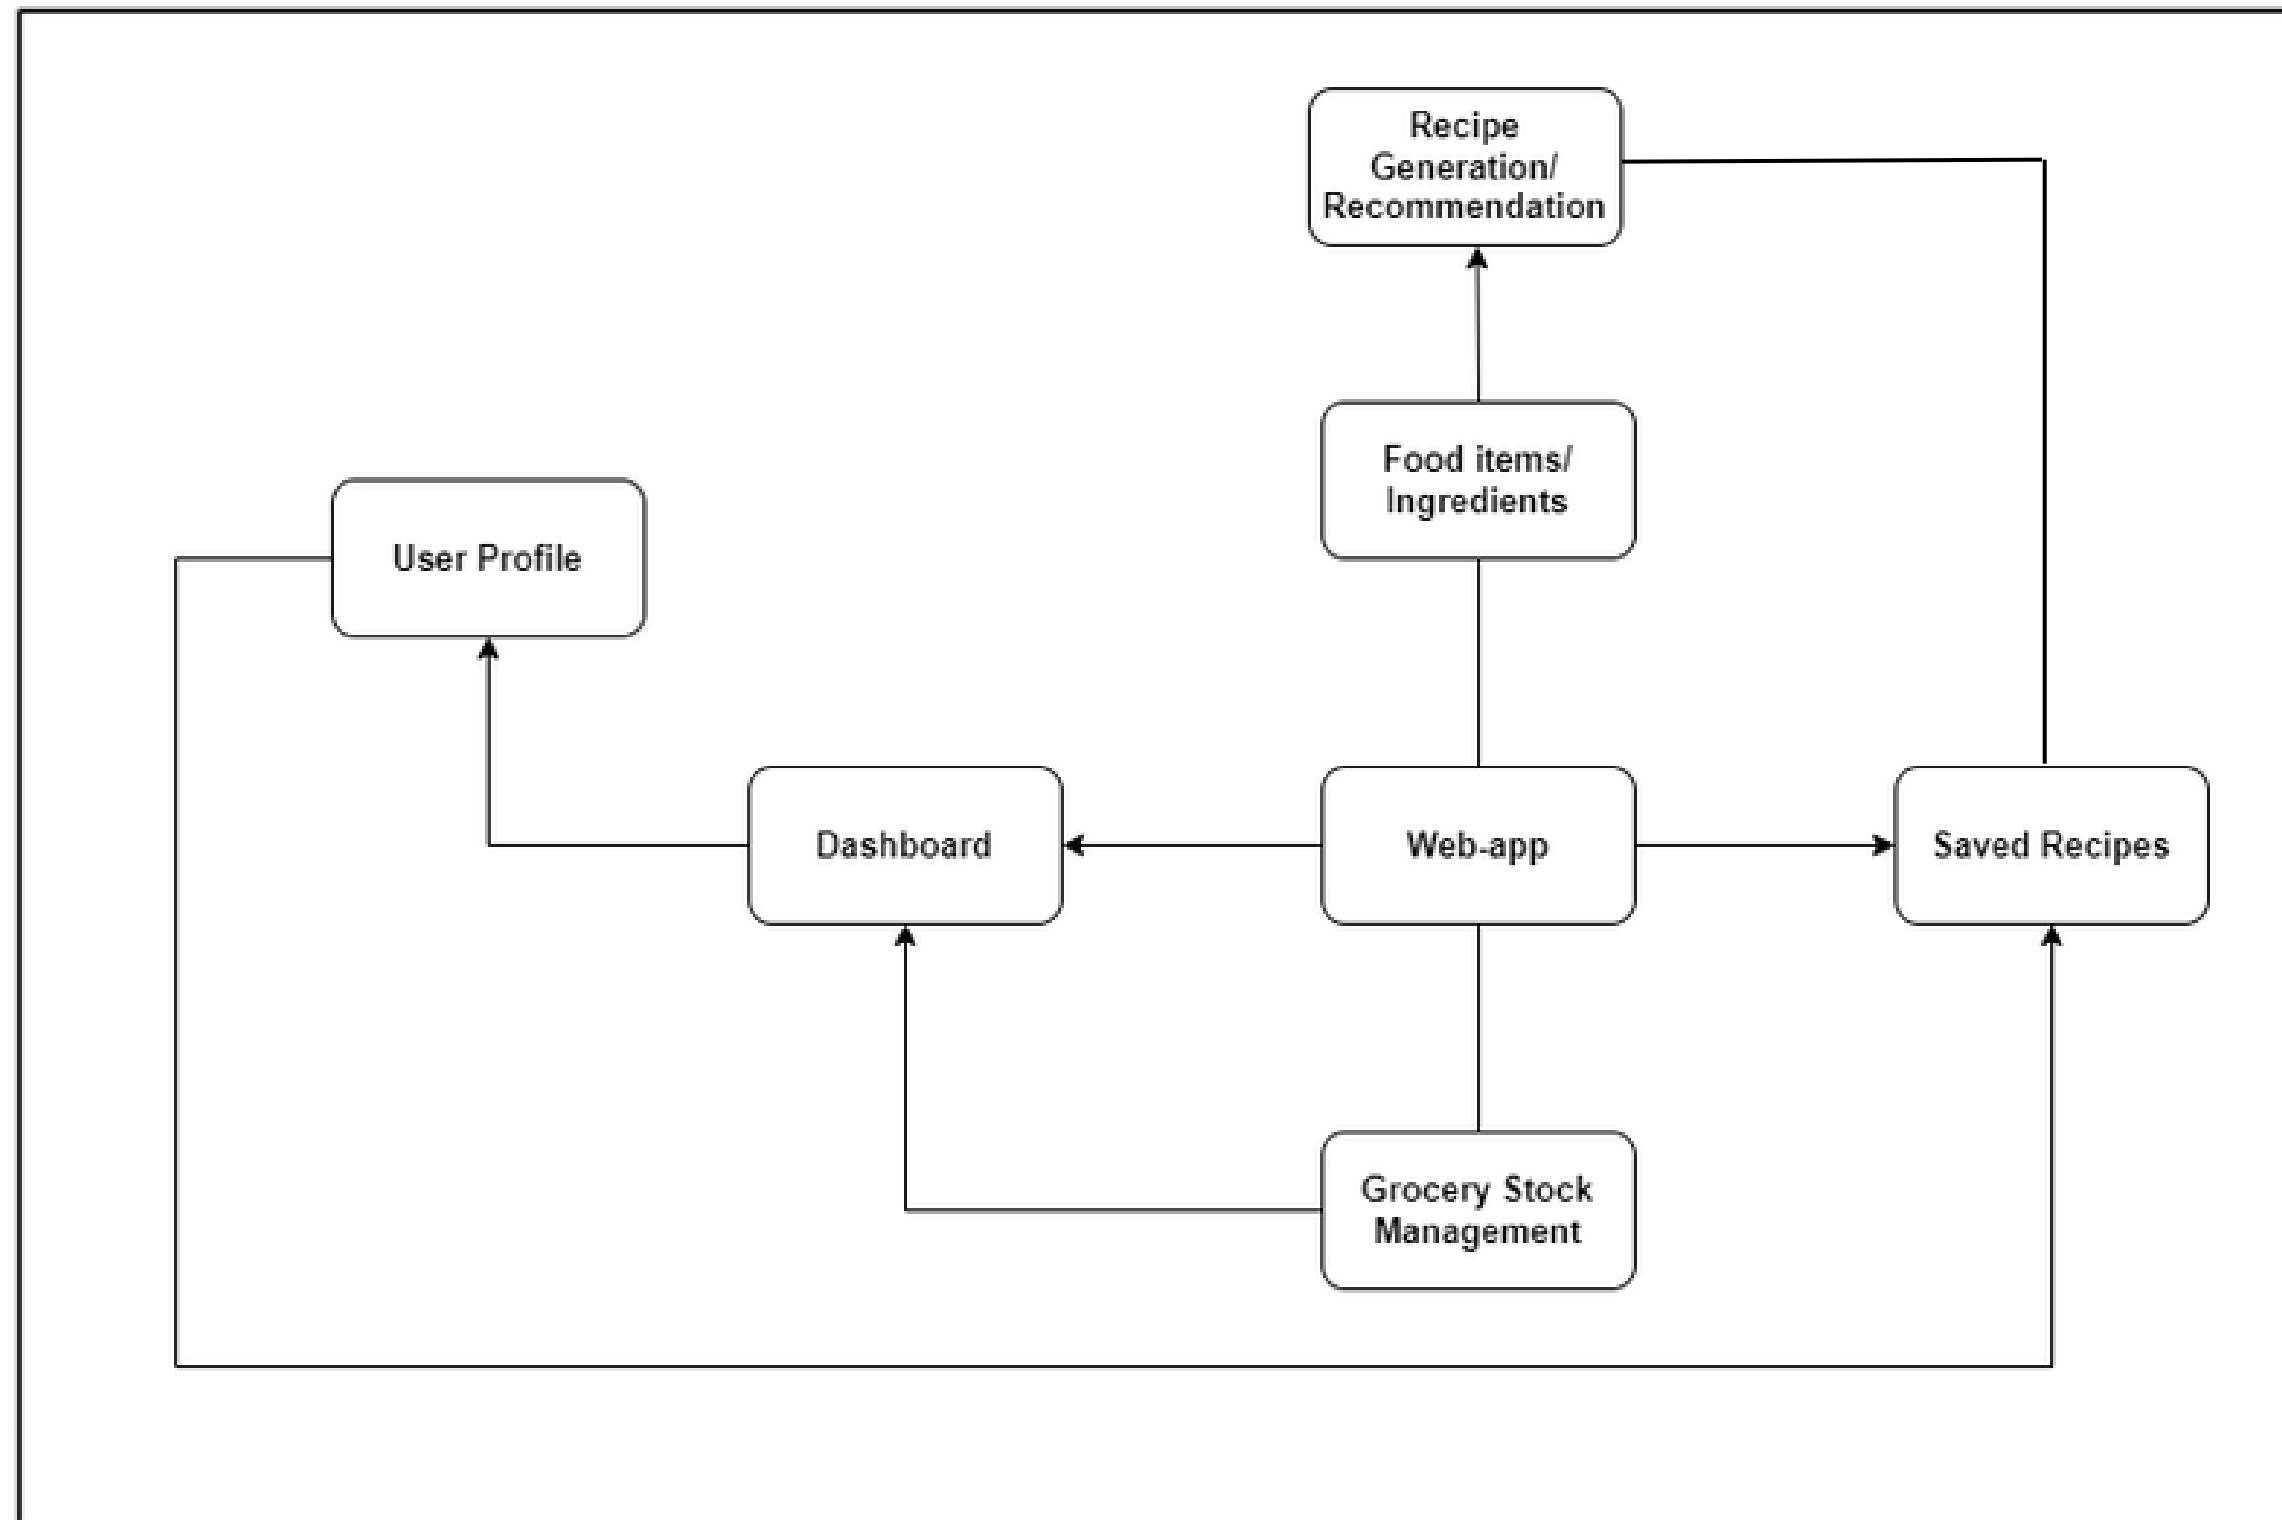 Recipe
Generation/
Recommendation
Food items/
Ingredients
User Profile
Dashboard
Web-app
Saved Recipes
Grocery Stock
Management